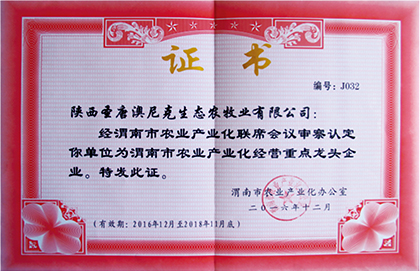 证书
编号：J032
陕西圣唐澳尼克生态农牧业有限公司：
经渭南市农业产业化联席会议审察认定
你单位为渭南市农业产业化经营重点龙头企
业。特发此证。
渭南市农业产业化办公室
二〇一六年十二月
（有效期：2016年12月至2018年11月底）